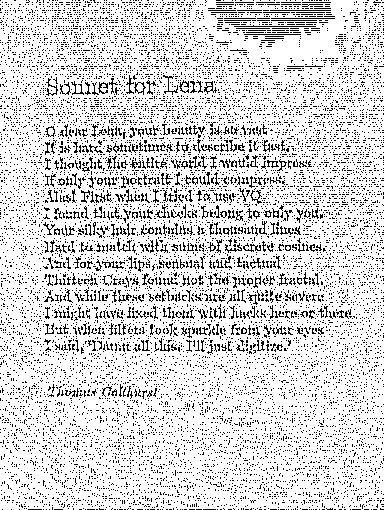 Sonnet for Lena
O dear Lena, your beauty is so vast
It is hard sometimes to describe it fast.
I thought the entire world I would impress
If only your portrait I could compress.
Alas! First when I tried to use VQ
I found that your cheeks belong to only you.
Your silky hair contains a thousand lines
Hard to match with sums of discrete cosines.
And for your lips, sensual and tactual
Thirteen Crays found not the proper fractal.
And while these setbacks are all quite severe
I might have fixed them with hacks here or there
But when filters took sparkle from your eyes
I said, 'Damn all this. I'll just digitize.'
Thomas Colthurst